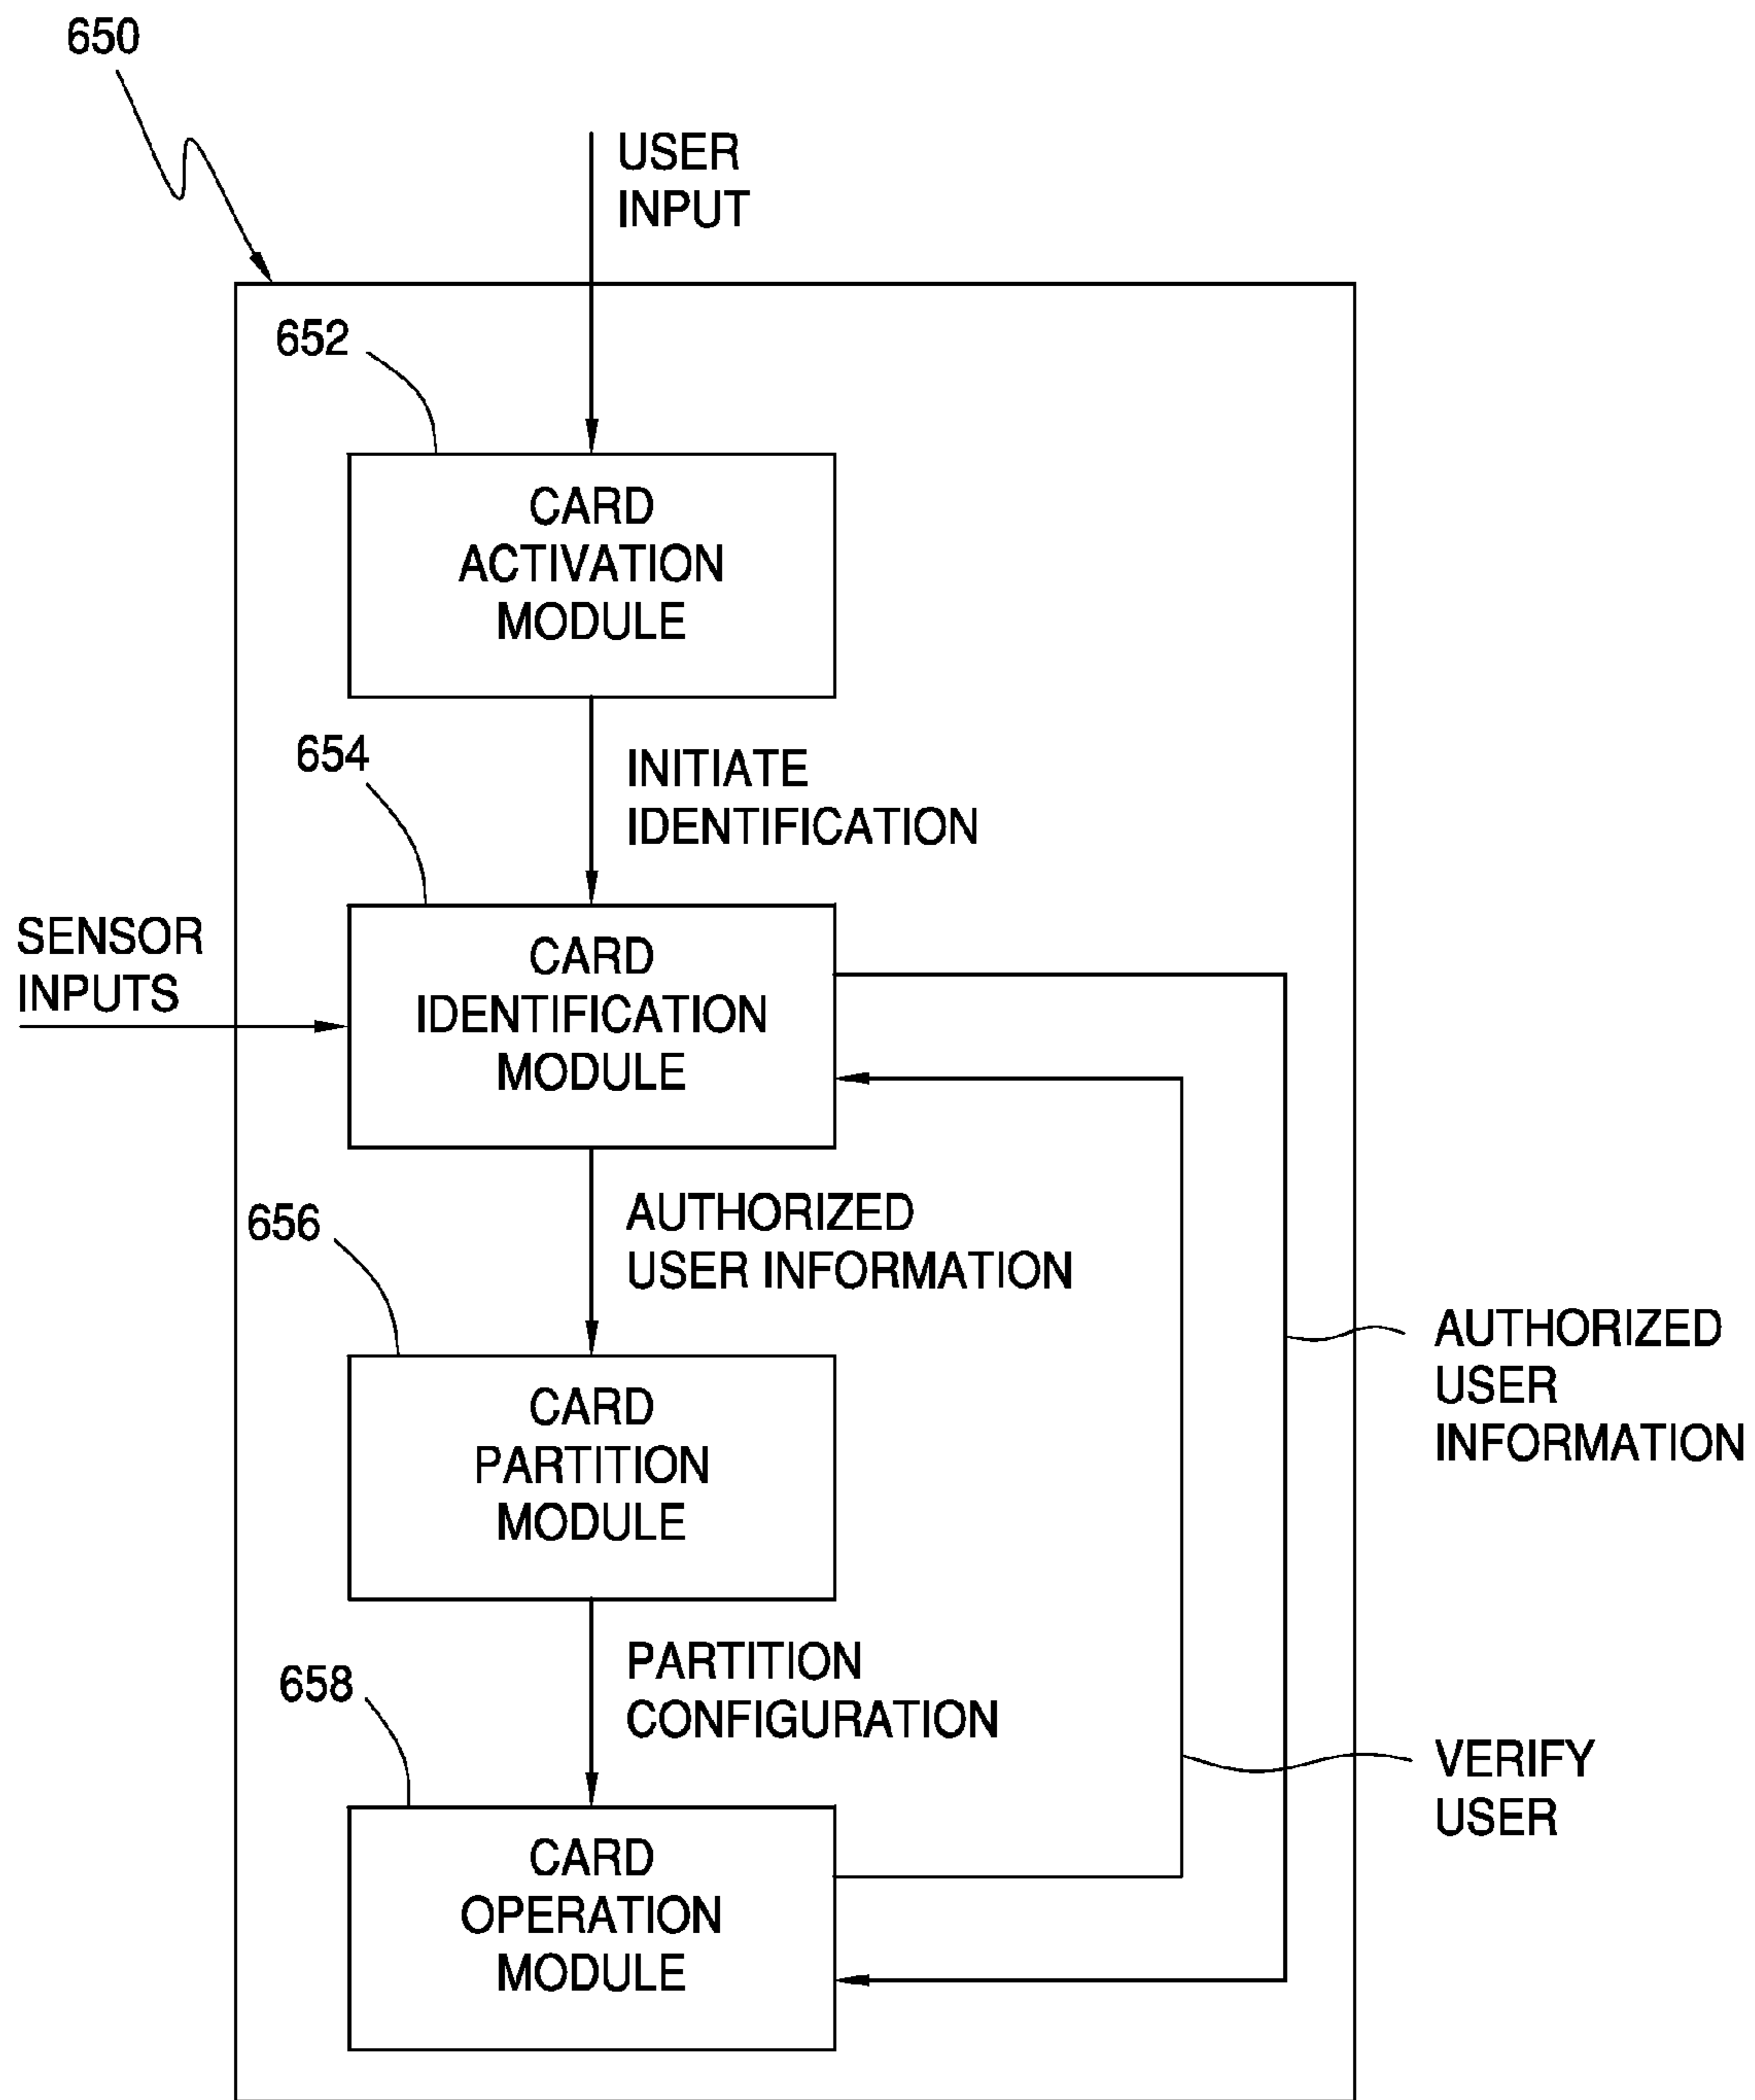 650
USER
INPUT
652
CARD
ACTIVATION
MODULE
654
INITIATE
IDENTIFICATION
SENSOR
INPUTS
CARD
IDENTIFICATION
MODULE
656
AUTHORIZED
USER INFORMATION
AUTHORIZED
USER
INFORMATION
CARD
PARTITION
MODULE
658
PARTITION
CONFIGURATION
VERIFY
USER
CARD
OPERATION
MODULE